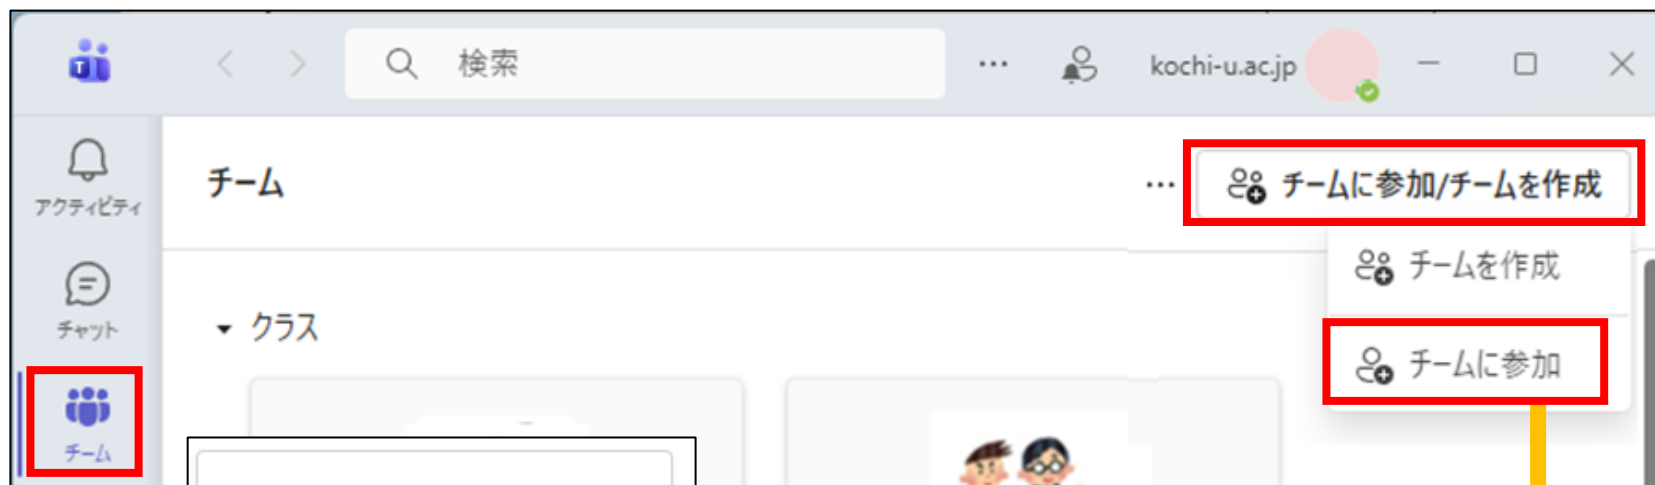 検索
kochi-u.ac.jp
アクティビティ
チーム
チームに参加/チームを作成
チームを作成
チャット
クラス
チームに参加
チーム